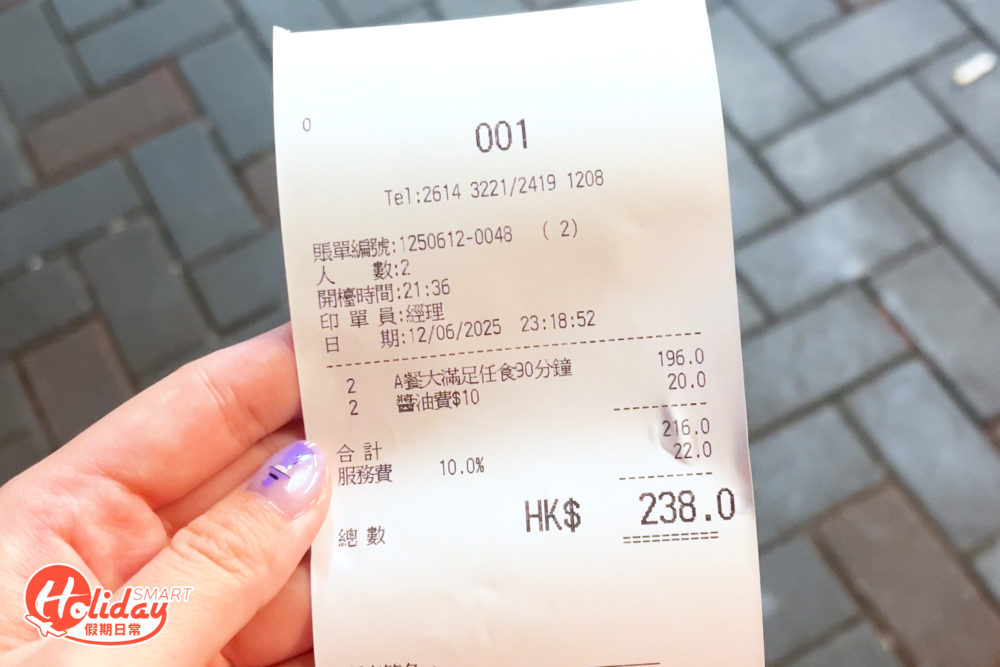 0
001
Tel:2614 3221/2419 1208
賬單編號:1250612-0048 ( 2)
人 數:2
開檯時間:21:36
印單員:經理
日 期:12/06/2025 23:18:52
2 A餐大滿足任食90分鐘 196.0
2 醬油費$10 20.0
216.0
合計
服務費 10.0% 22.0
總數 HK$ 238.0
Holiday SMART
假期日常